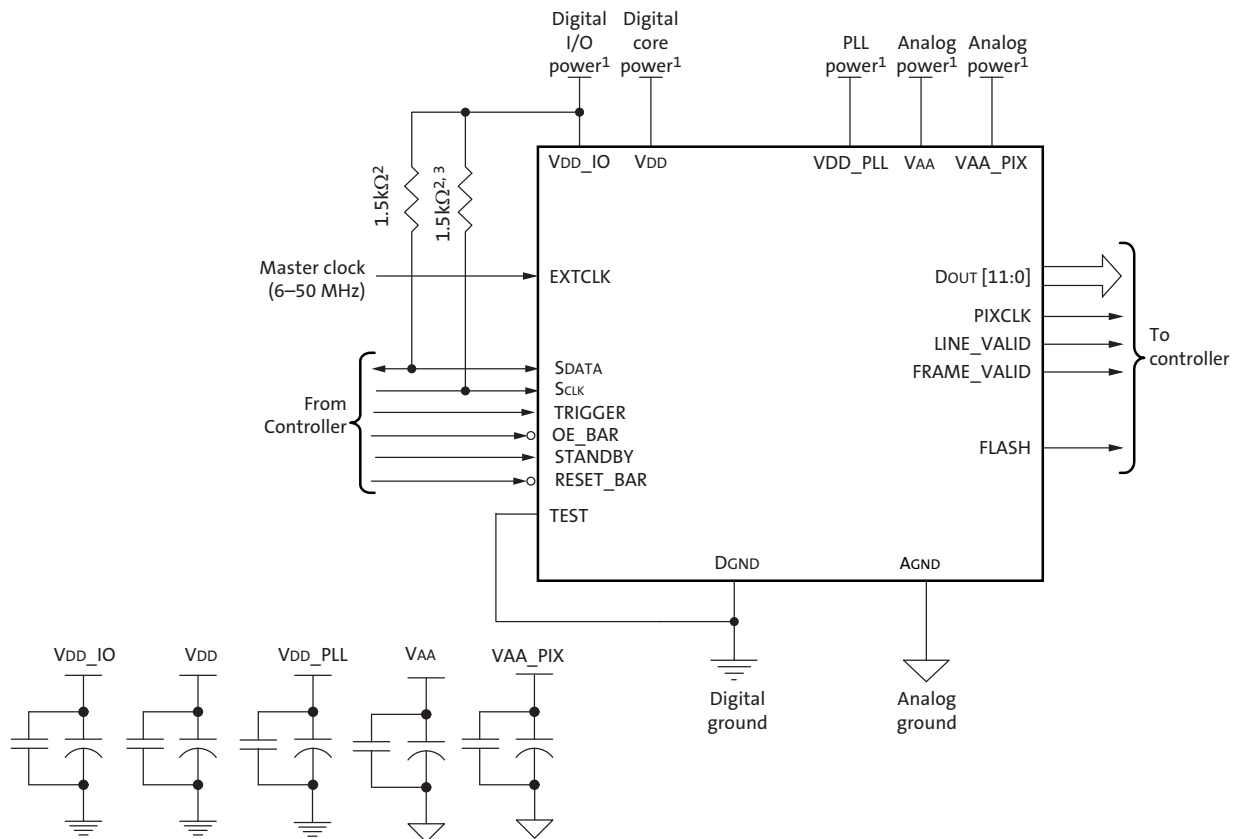 Digital
I/O
power¹
Digital
core
power¹
PLL
power¹
Analog
power¹
Analog
power¹
VDD_IO
VDD
VDD_PLL
VAA
VAA_PIX
1.5kΩ²
1.5kΩ²˒ ³
Master clock
(6–50 MHz)
EXTCLK
DOUT [11:0]
PIXCLK
LINE_VALID
FRAME_VALID
To
controller
FLASH
From
Controller
SDATA
SCLK
TRIGGER
OE_BAR
STANDBY
RESET_BAR
TEST
DGND
AGND
Digital
ground
Analog
ground
VDD_IO
VDD
VDD_PLL
VAA
VAA_PIX